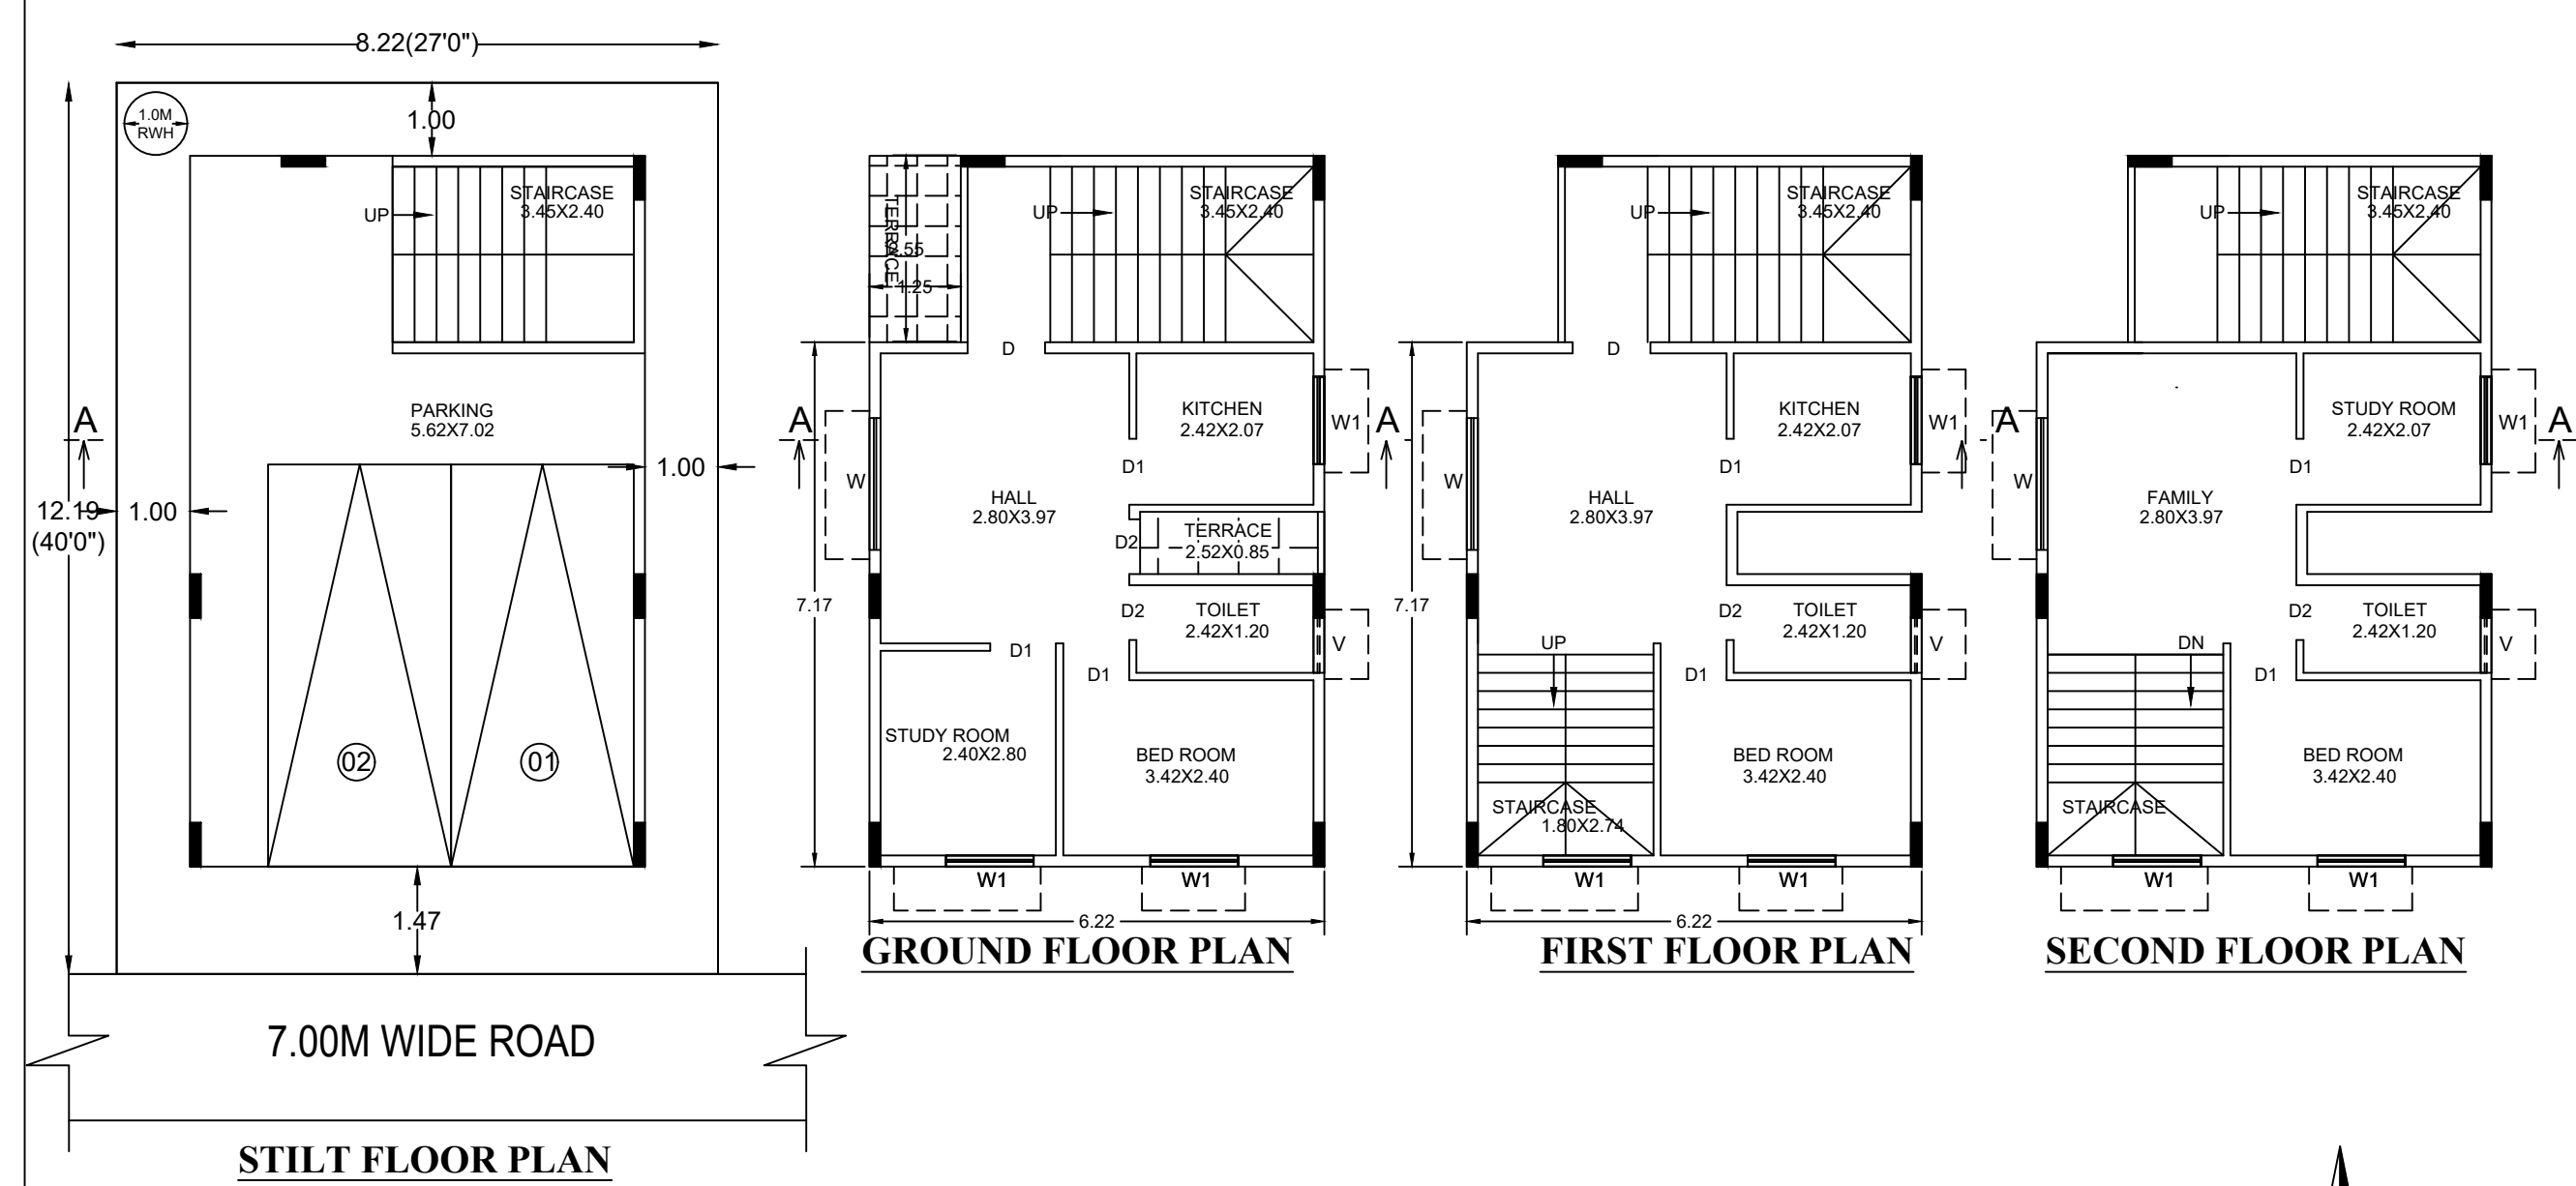 8.22(27'0")
1.0M
RWH
1.00
STAIRCASE
3.45X2.40
UP
PARKING
5.62X7.02
A
1.00
12.19
(40'0")
1.00
02
01
1.47
7.00M WIDE ROAD
STILT FLOOR PLAN
TERRACE
1.25
UP
STAIRCASE
3.45X2.40
D
A
KITCHEN
2.42X2.07
W1
D1
W
HALL
2.80X3.97
TERRACE
2.52X0.85
D2
7.17
D2
TOILET
2.42X1.20
V
D1
D1
STUDY ROOM
2.40X2.80
BED ROOM
3.42X2.40
W1
W1
6.22
GROUND FLOOR PLAN
UP
STAIRCASE
3.45X2.40
D
A
KITCHEN
2.42X2.07
W1
D1
W
HALL
2.80X3.97
7.17
D2
TOILET
2.42X1.20
V
UP
D1
BED ROOM
3.42X2.40
STAIRCASE
1.80X2.74
W1
W1
6.22
FIRST FLOOR PLAN
UP
STAIRCASE
3.45X2.40
A
STUDY ROOM
2.42X2.07
W1
A
D1
W
FAMILY
2.80X3.97
D2
TOILET
2.42X1.20
V
DN
D1
BED ROOM
3.42X2.40
STAIRCASE
W1
W1
SECOND FLOOR PLAN